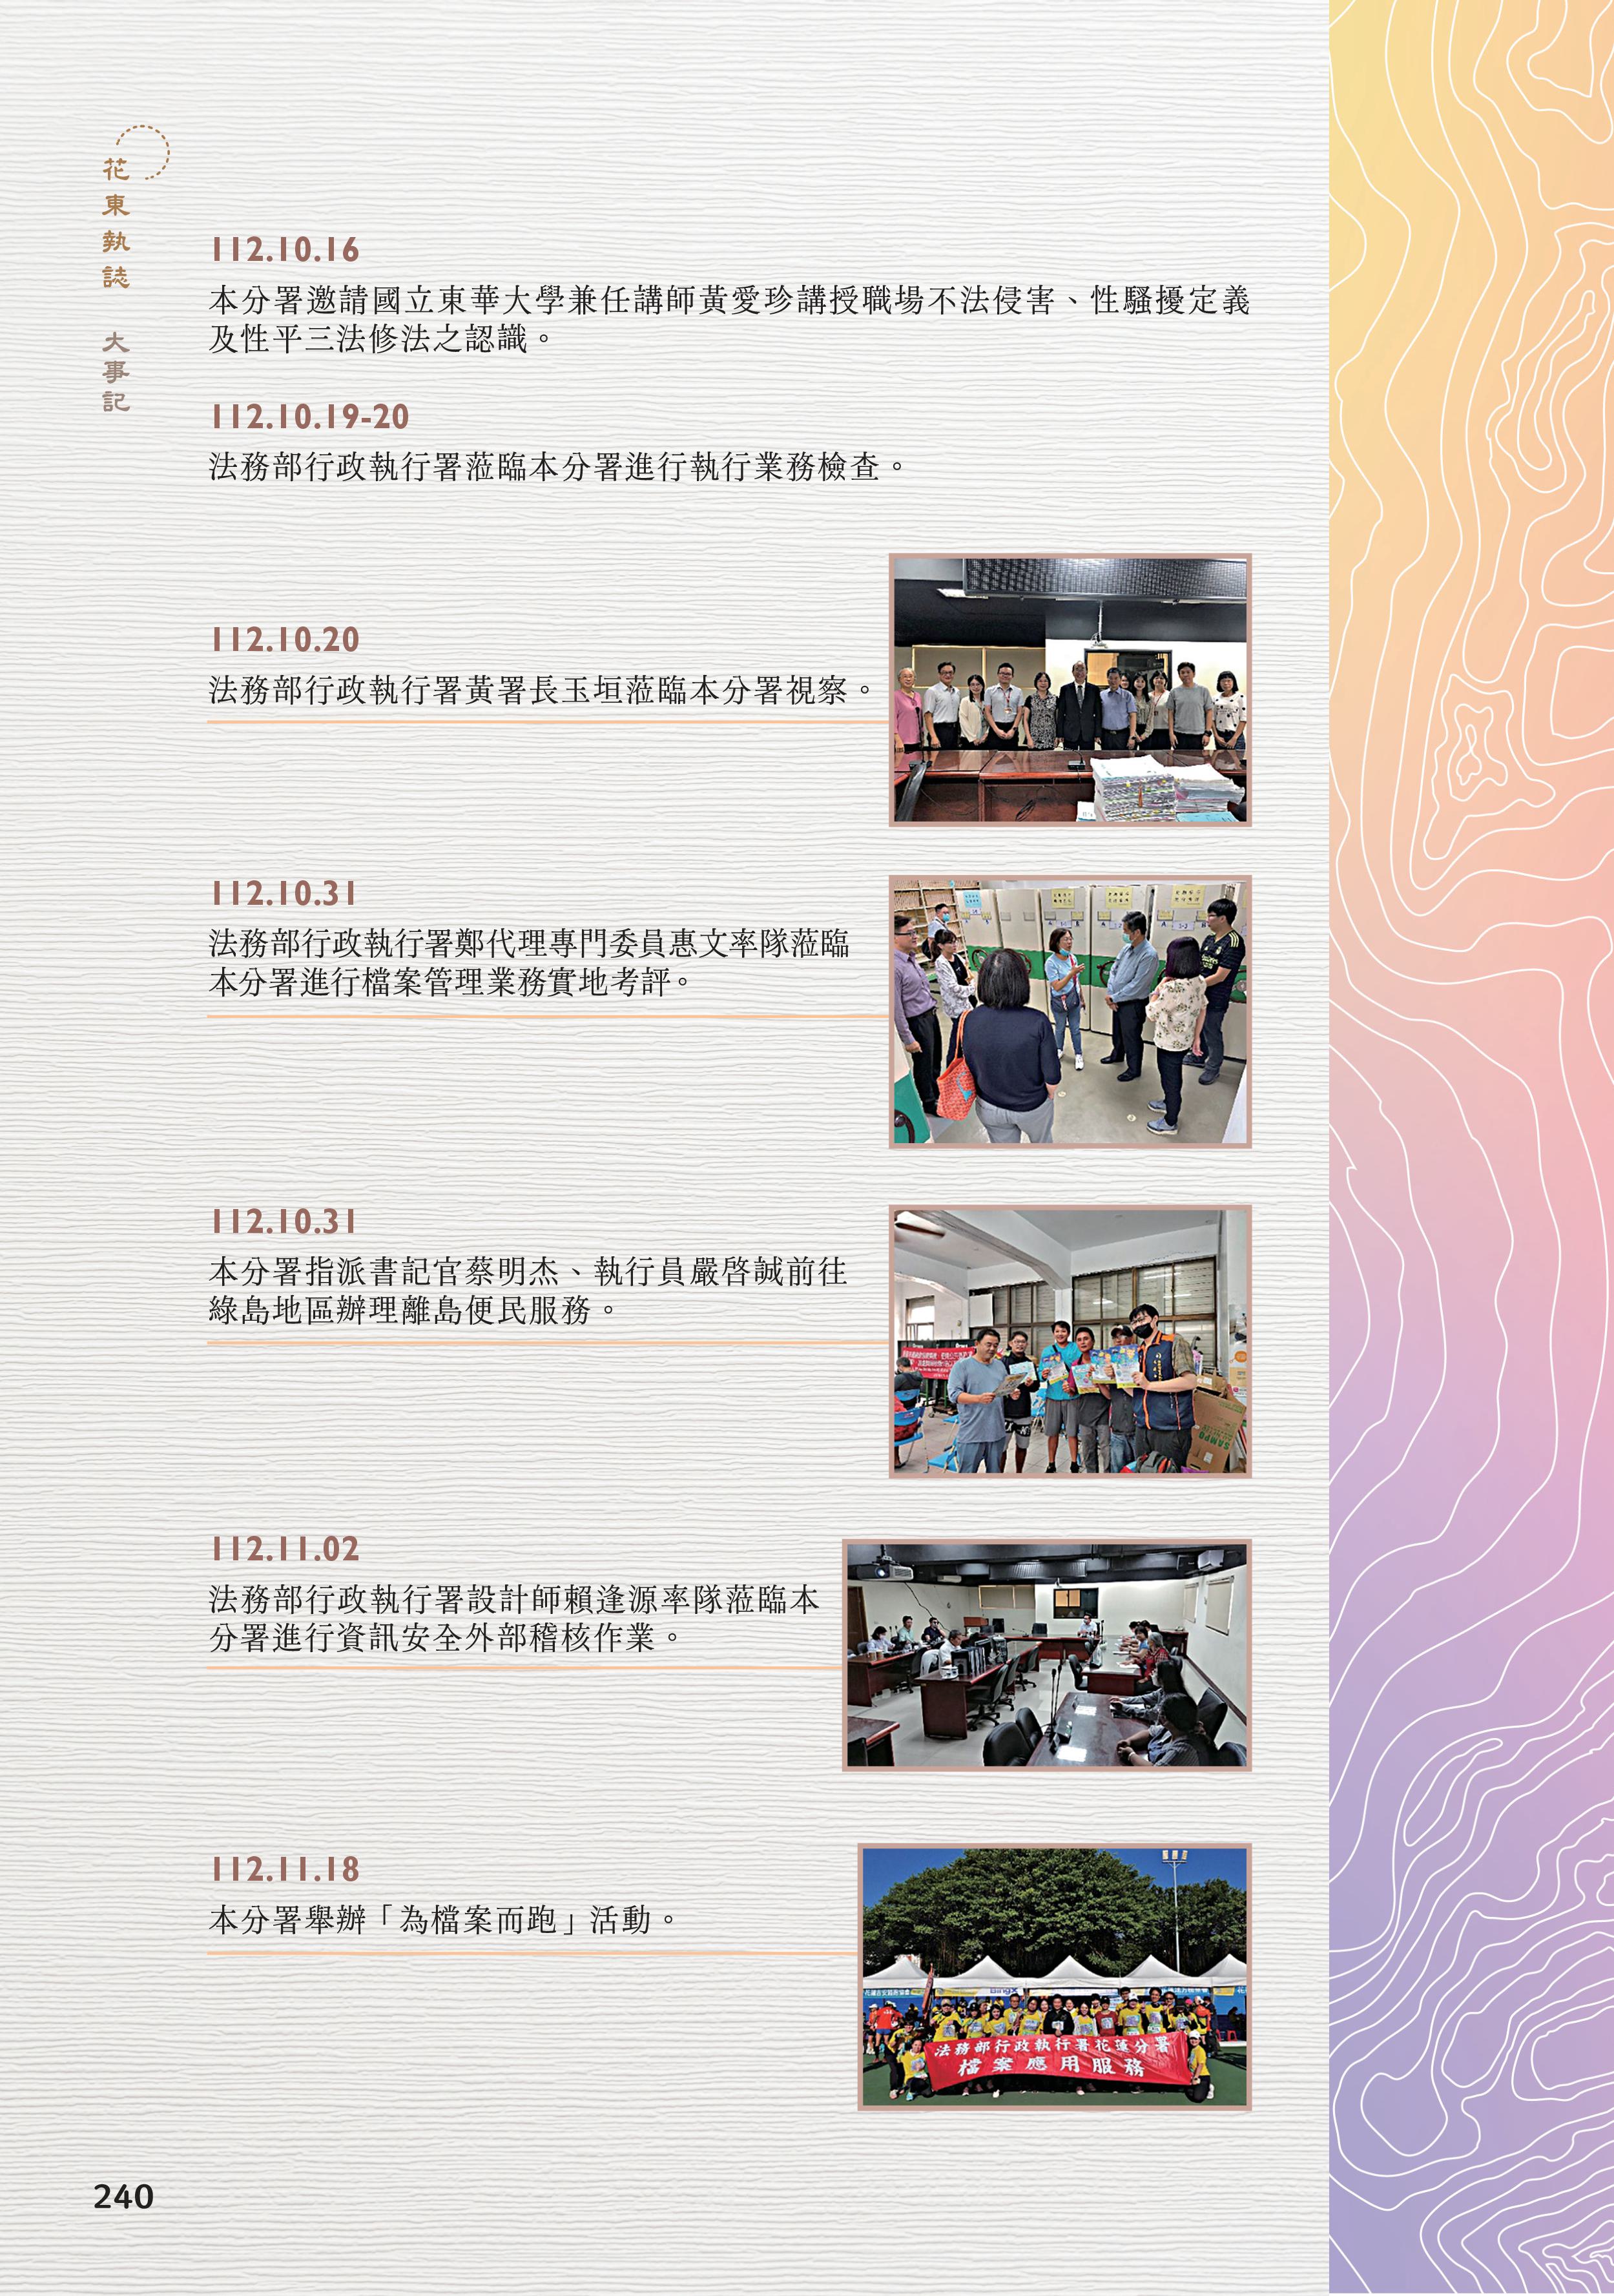 花東執誌 大事記
112.10.16
本分署邀請國立東華大學兼任講師黃愛珍講授職場不法侵害、性騷擾定義
及性平三法修法之認識。
112.10.19-20
法務部行政執行署蒞臨本分署進行執行業務檢查。
112.10.20
法務部行政執行署黃署長玉垣蒞臨本分署視察。
112.10.31
法務部行政執行署鄭代理專門委員惠文率隊蒞臨
本分署進行檔案管理業務實地考評。
112.10.31
本分署指派書記官蔡明杰、執行員嚴啓誠前往
綠島地區辦理離島便民服務。
SAMPO
112.11.02
法務部行政執行署設計師賴逢源率隊蒞臨本
分署進行資訊安全外部稽核作業。
112.11.18
本分署舉辦「為檔案而跑」活動。
BingX
法務部行政執行署花蓮分署
檔案應用服務
240